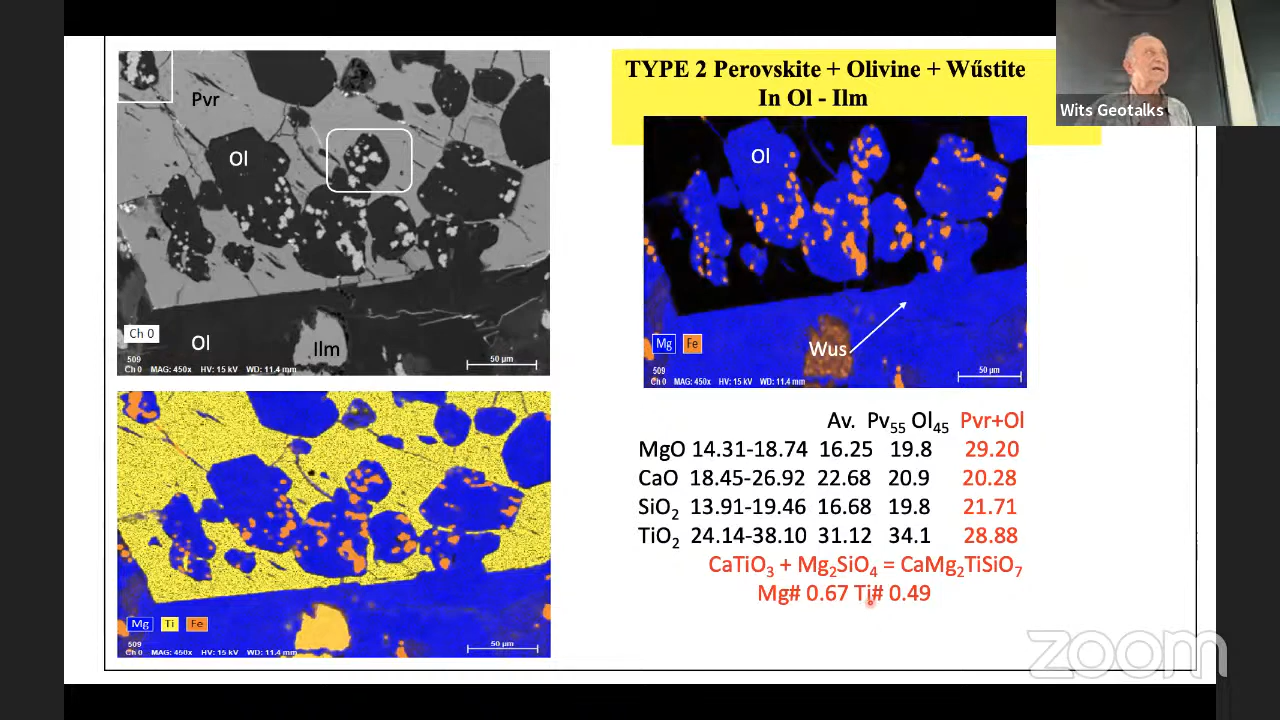 TYPE 2 Perovskite + Olivine + Wűstite
In Ol - Ilm
Wits Geotalks
Pvr
Ol
Ch 0
Ol
Ilm
509
Ch 0 MAG: 450x HV: 15 kV WD: 11.4 mm
50 µm
Ol
Wus
Mg Fe
509
Ch 0 MAG: 450x HV: 15 kV WD: 11.4 mm
50 µm
Mg Ti Fe
509
Ch 0 MAG: 450x HV: 15 kV WD: 11.4 mm
50 µm
Av. Pv55 Ol45 Pvr+Ol
MgO 14.31-18.74 16.25 19.8 29.20
CaO 18.45-26.92 22.68 20.9 20.28
SiO2 13.91-19.46 16.68 19.8 21.71
TiO2 24.14-38.10 31.12 34.1 28.88
CaTiO3 + Mg2SiO4 = CaMg2TiSiO7
Mg# 0.67 Ti# 0.49
zoom